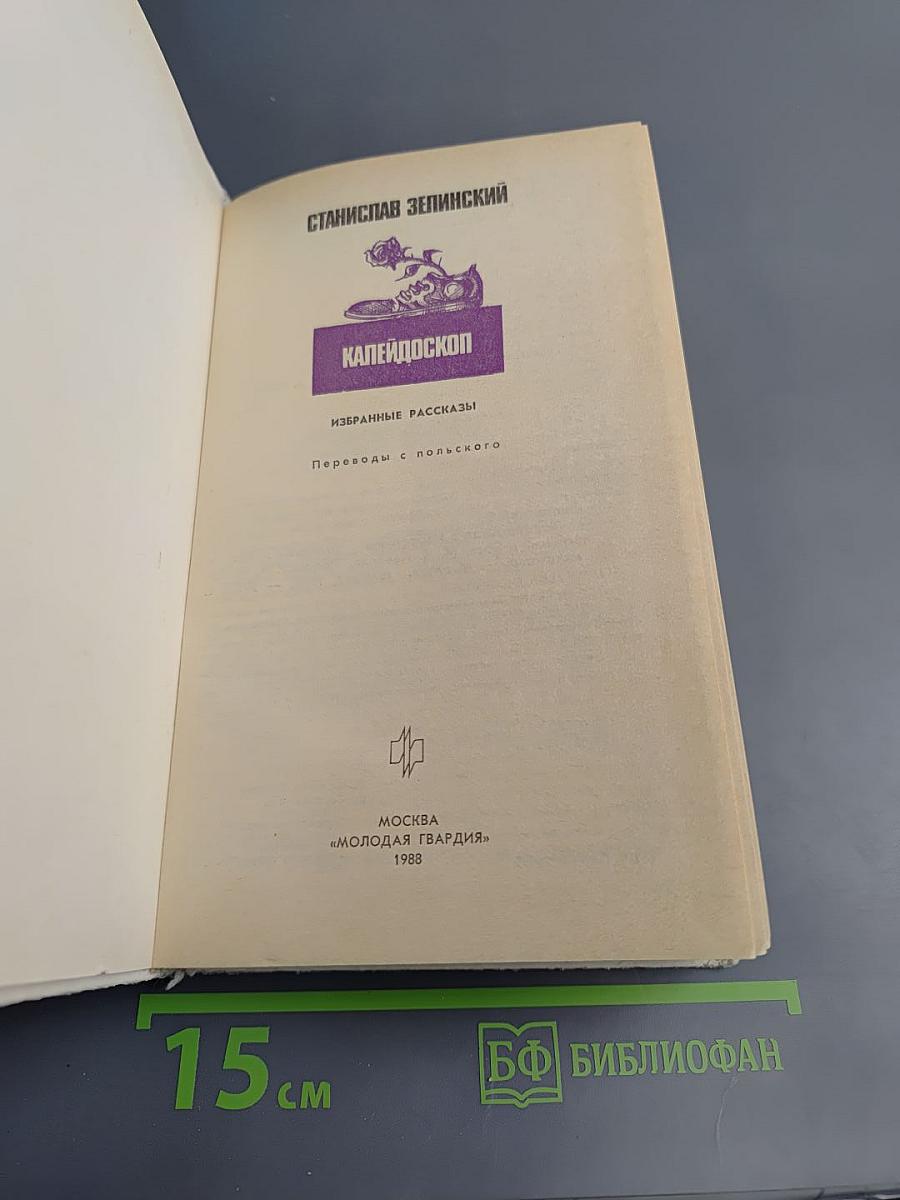 СТАНИСЛАВ ЗЕЛИНСКИЙ
КАЛЕЙДОСКОП
ИЗБРАННЫЕ РАССКАЗЫ
Переводы с польского
МОСКВА
«МОЛОДАЯ ГВАРДИЯ»
1988
15 см
БФ БИБЛИОФАН